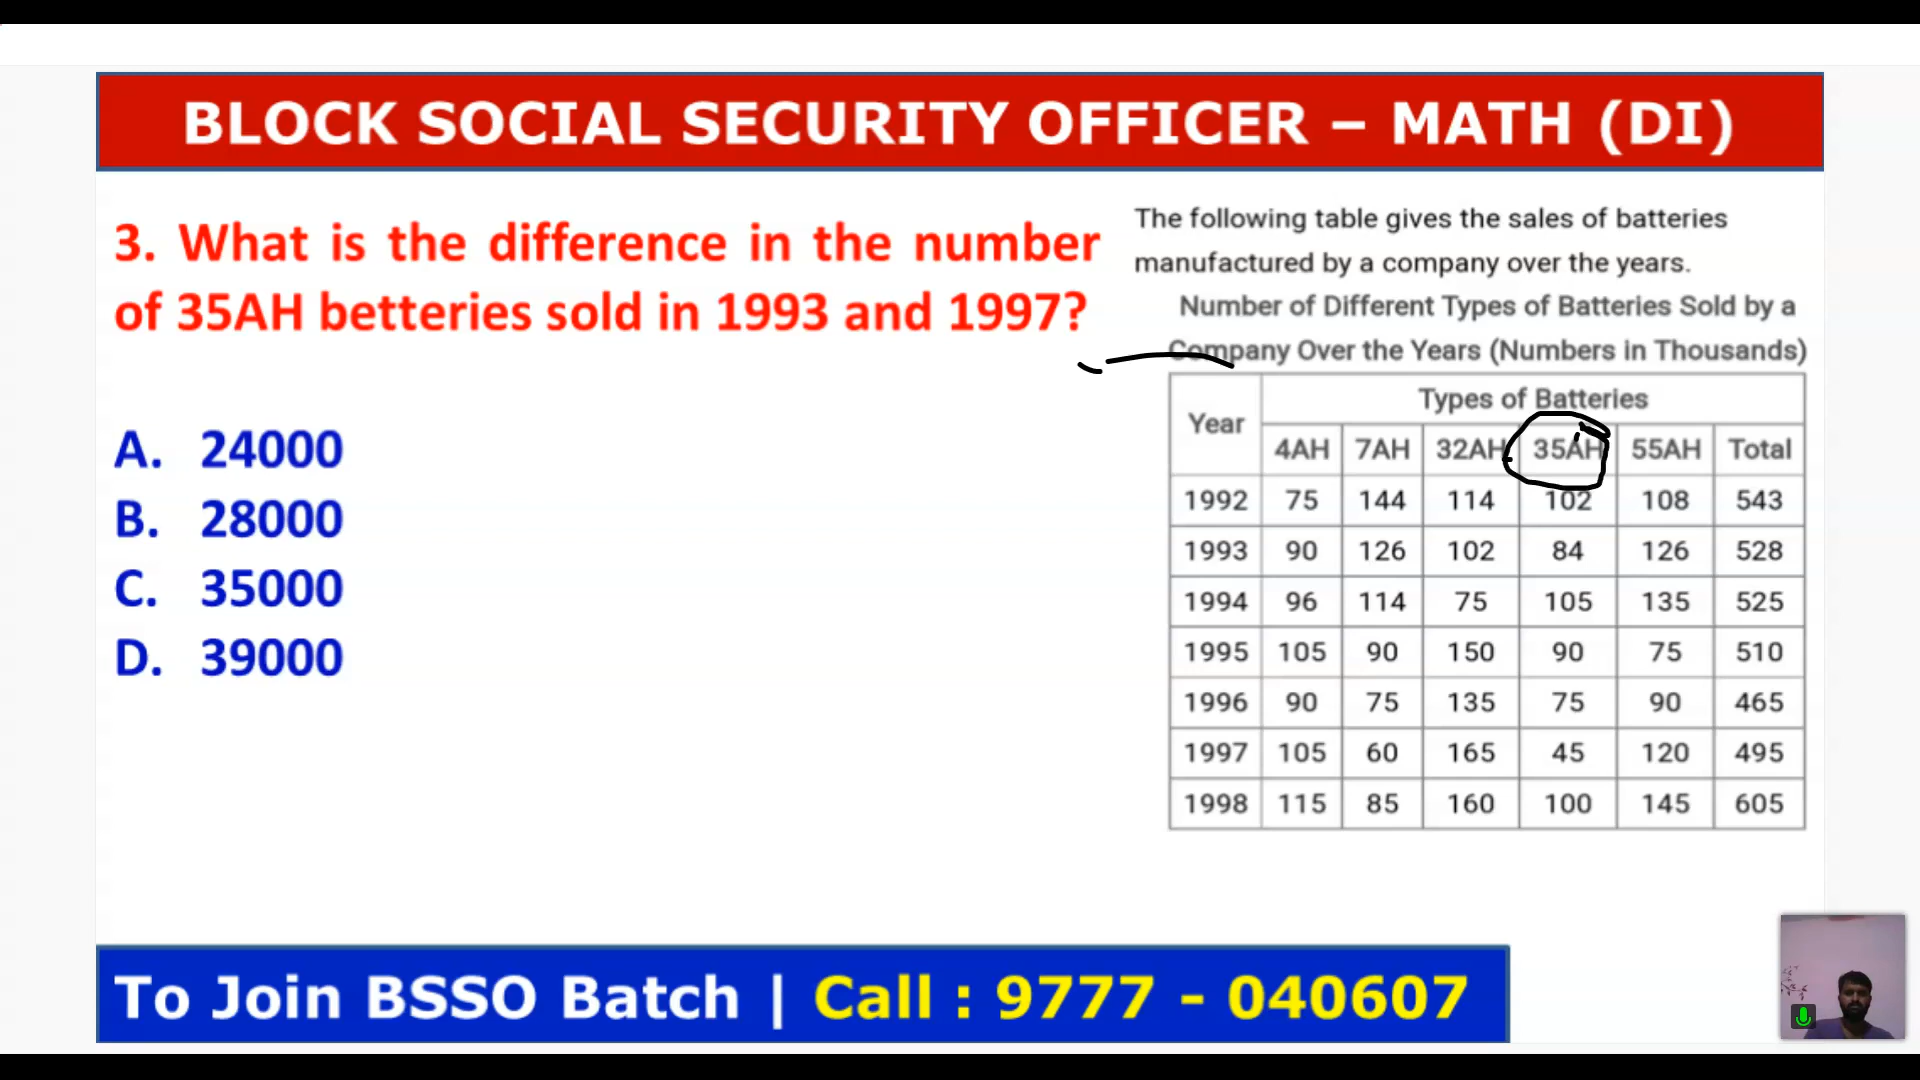 BLOCK SOCIAL SECURITY OFFICER – MATH (DI)
3. What is the difference in the number
of 35AH betteries sold in 1993 and 1997?
A. 24000
B. 28000
C. 35000
D. 39000
The following table gives the sales of batteries
manufactured by a company over the years.
Number of Different Types of Batteries Sold by a
Company Over the Years (Numbers in Thousands)
Year Types of Batteries
4AH 7AH 32AH 35AH 55AH Total
1992 75 144 114 102 108 543
1993 90 126 102 84 126 528
1994 96 114 75 105 135 525
1995 105 90 150 90 75 510
1996 90 75 135 75 90 465
1997 105 60 165 45 120 495
1998 115 85 160 100 145 605
To Join BSSO Batch | Call : 9777 - 040607